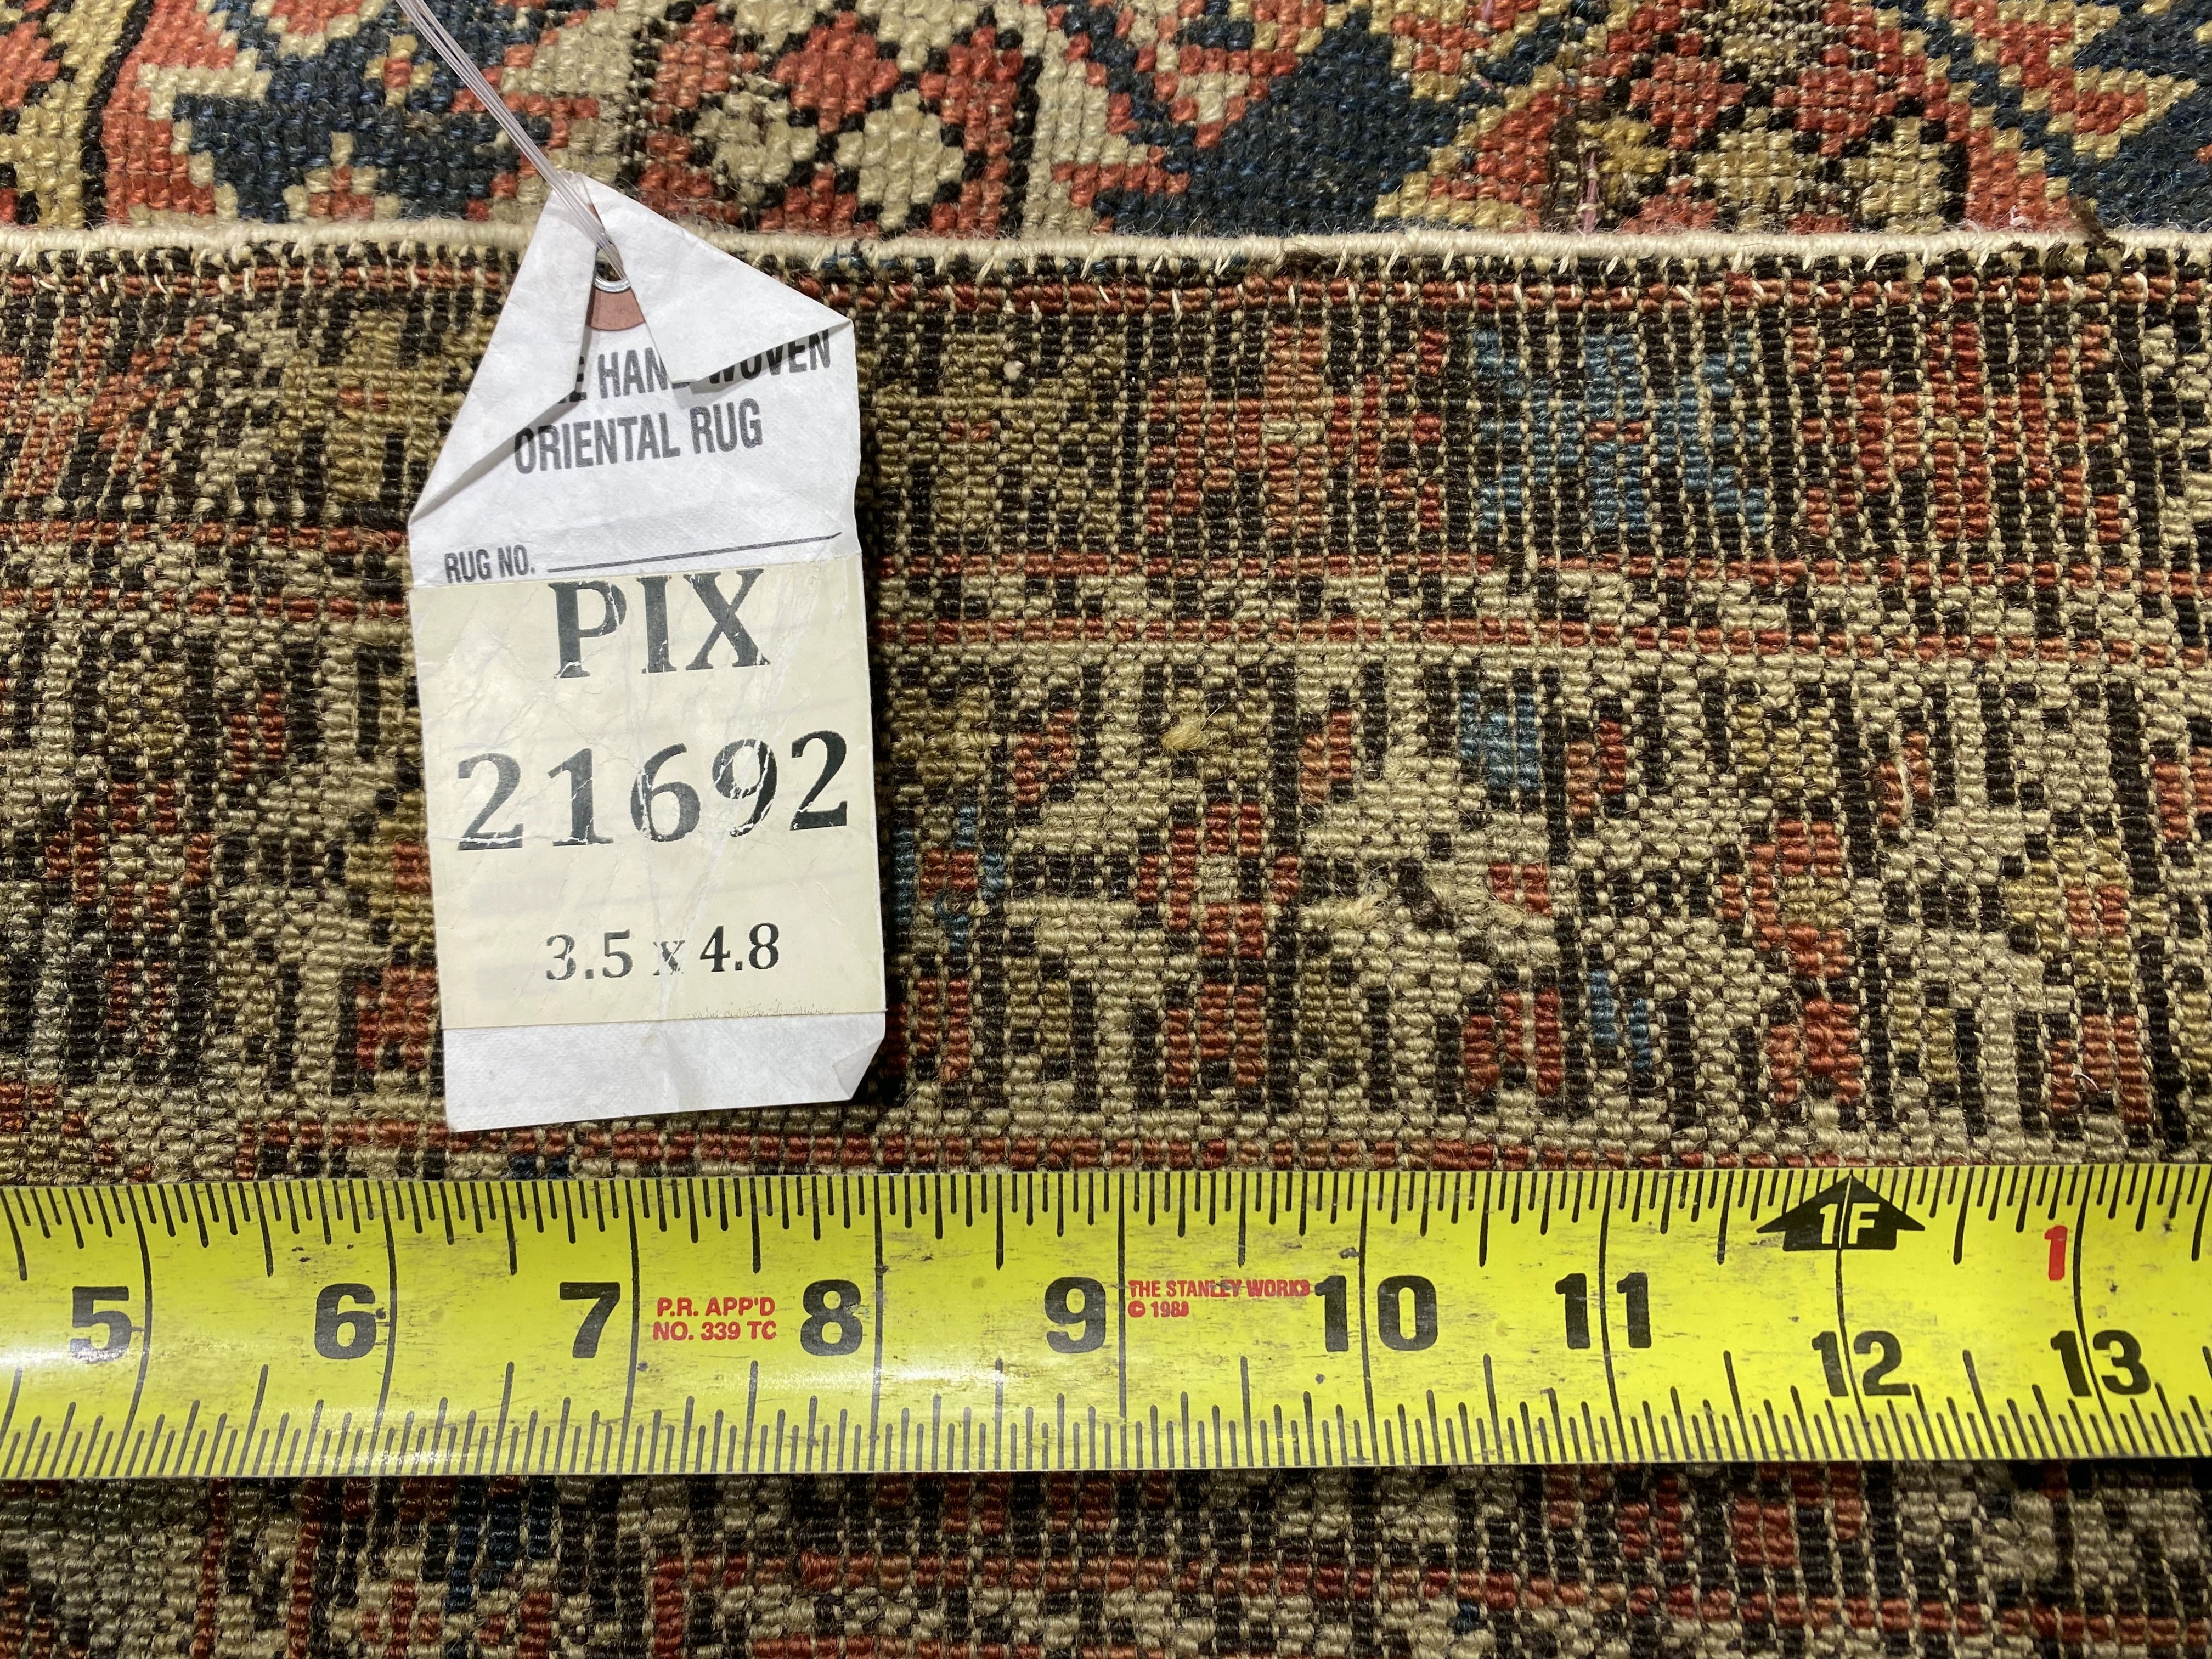 ORIENTAL RUG
RUG NO.
PIX
21692
3.5 x 4.8
1F
1
5 6 7 8 9 10 11 12 13
P.R. APP'D
NO. 339 TC
THE STANLEY WORKS